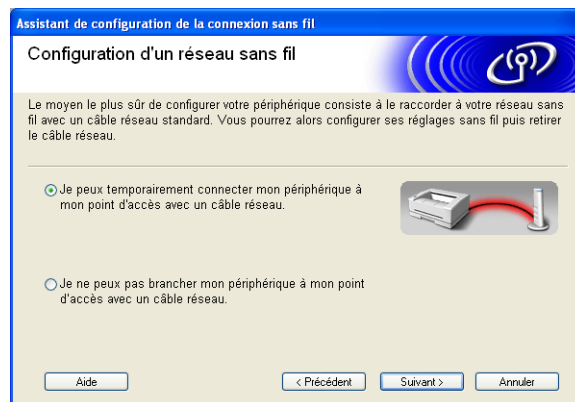 Assistant de configuration de la connexion sans fil
Configuration d'un réseau sans fil
Le moyen le plus sûr de configurer votre périphérique consiste à le raccorder à votre réseau sans
fil avec un câble réseau standard. Vous pourrez alors configurer ses réglages sans fil puis retirer
le câble réseau.
Je peux temporairement connecter mon périphérique à
mon point d'accès avec un câble réseau.
Je ne peux pas brancher mon périphérique à mon point
d'accès avec un câble réseau.
Aide
< Précédent
Suivant >
Annuler